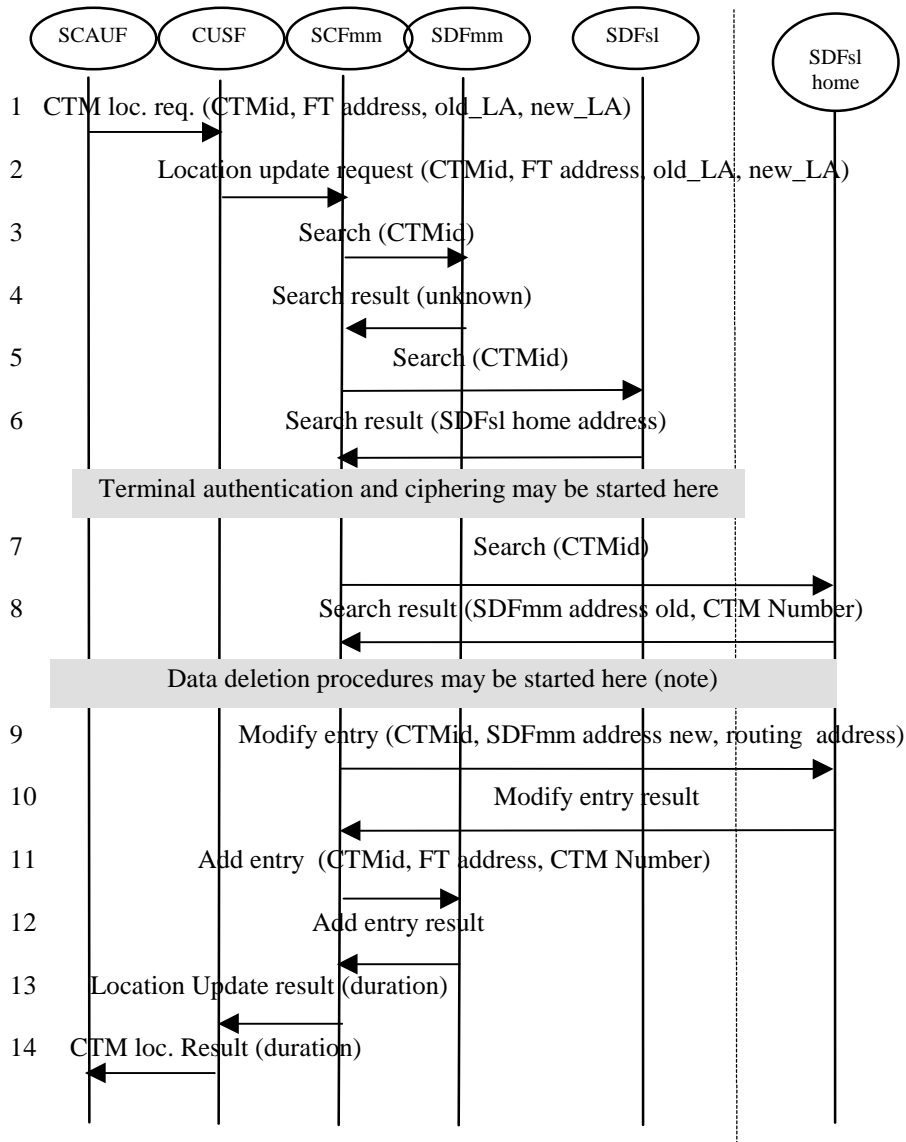 SCAUF CUSF SCFmm SDFmm SDFsl
SDFsl
home
1 CTM loc. req. (CTMid, FT address, old_LA, new_LA)
2 Location update request (CTMid, FT address, old_LA, new_LA)
3 Search (CTMid)
4 Search result (unknown)
5 Search (CTMid)
6 Search result (SDFsl home address)
Terminal authentication and ciphering may be started here
7 Search (CTMid)
8 Search result (SDFmm address old, CTM Number)
Data deletion procedures may be started here (note)
9 Modify entry (CTMid, SDFmm address new, routing address)
10 Modify entry result
11 Add entry (CTMid, FT address, CTM Number)
12 Add entry result
13 Location Update result (duration)
14 CTM loc. Result (duration)